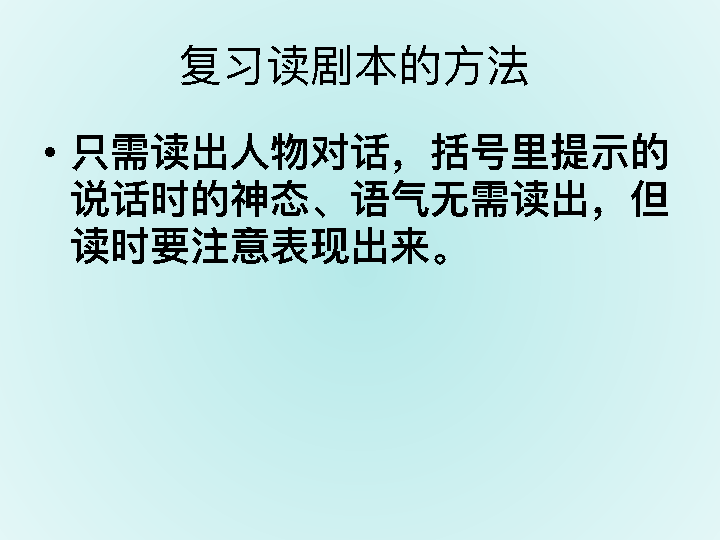 复习读剧本的方法
• 只需读出人物对话，括号里提示的
说话时的神态、语气无需读出，但
读时要注意表现出来。